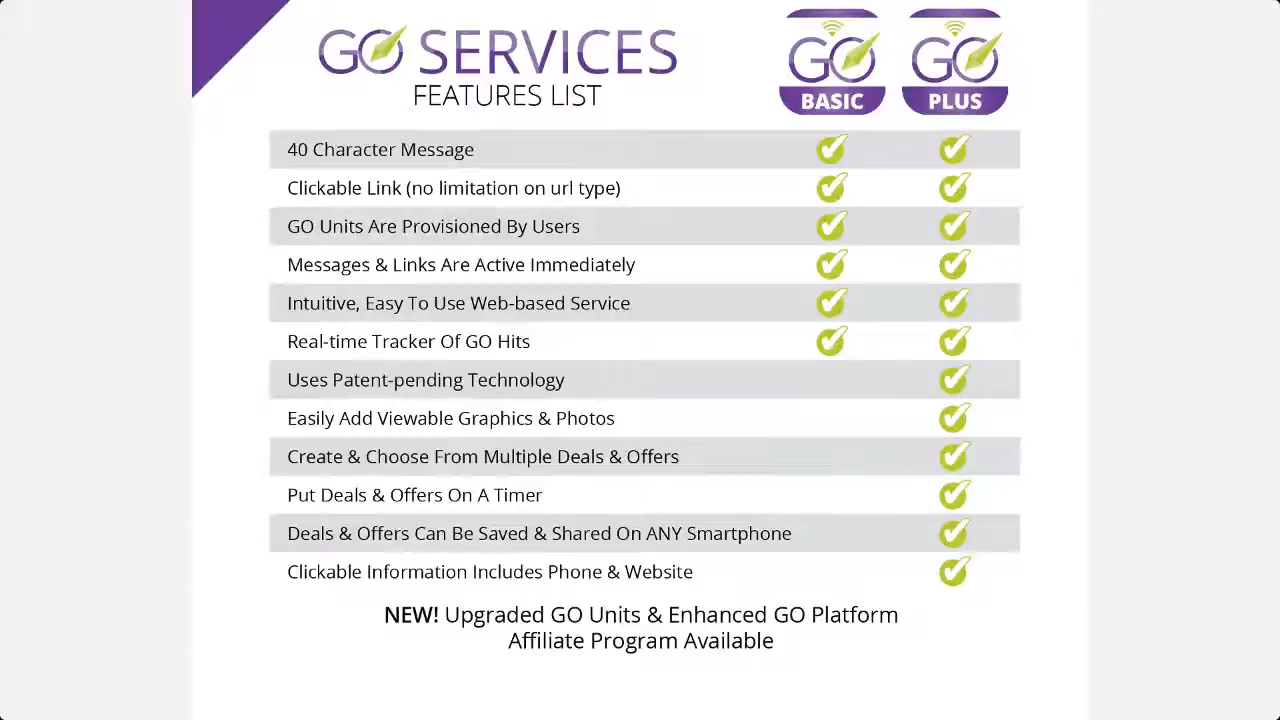 GO SERVICES
FEATURES LIST
GO
BASIC
GO
PLUS
40 Character Message
Clickable Link (no limitation on url type)
GO Units Are Provisioned By Users
Messages & Links Are Active Immediately
Intuitive, Easy To Use Web-based Service
Real-time Tracker Of GO Hits
Uses Patent-pending Technology
Easily Add Viewable Graphics & Photos
Create & Choose From Multiple Deals & Offers
Put Deals & Offers On A Timer
Deals & Offers Can Be Saved & Shared On ANY Smartphone
Clickable Information Includes Phone & Website
NEW! Upgraded GO Units & Enhanced GO Platform
Affiliate Program Available